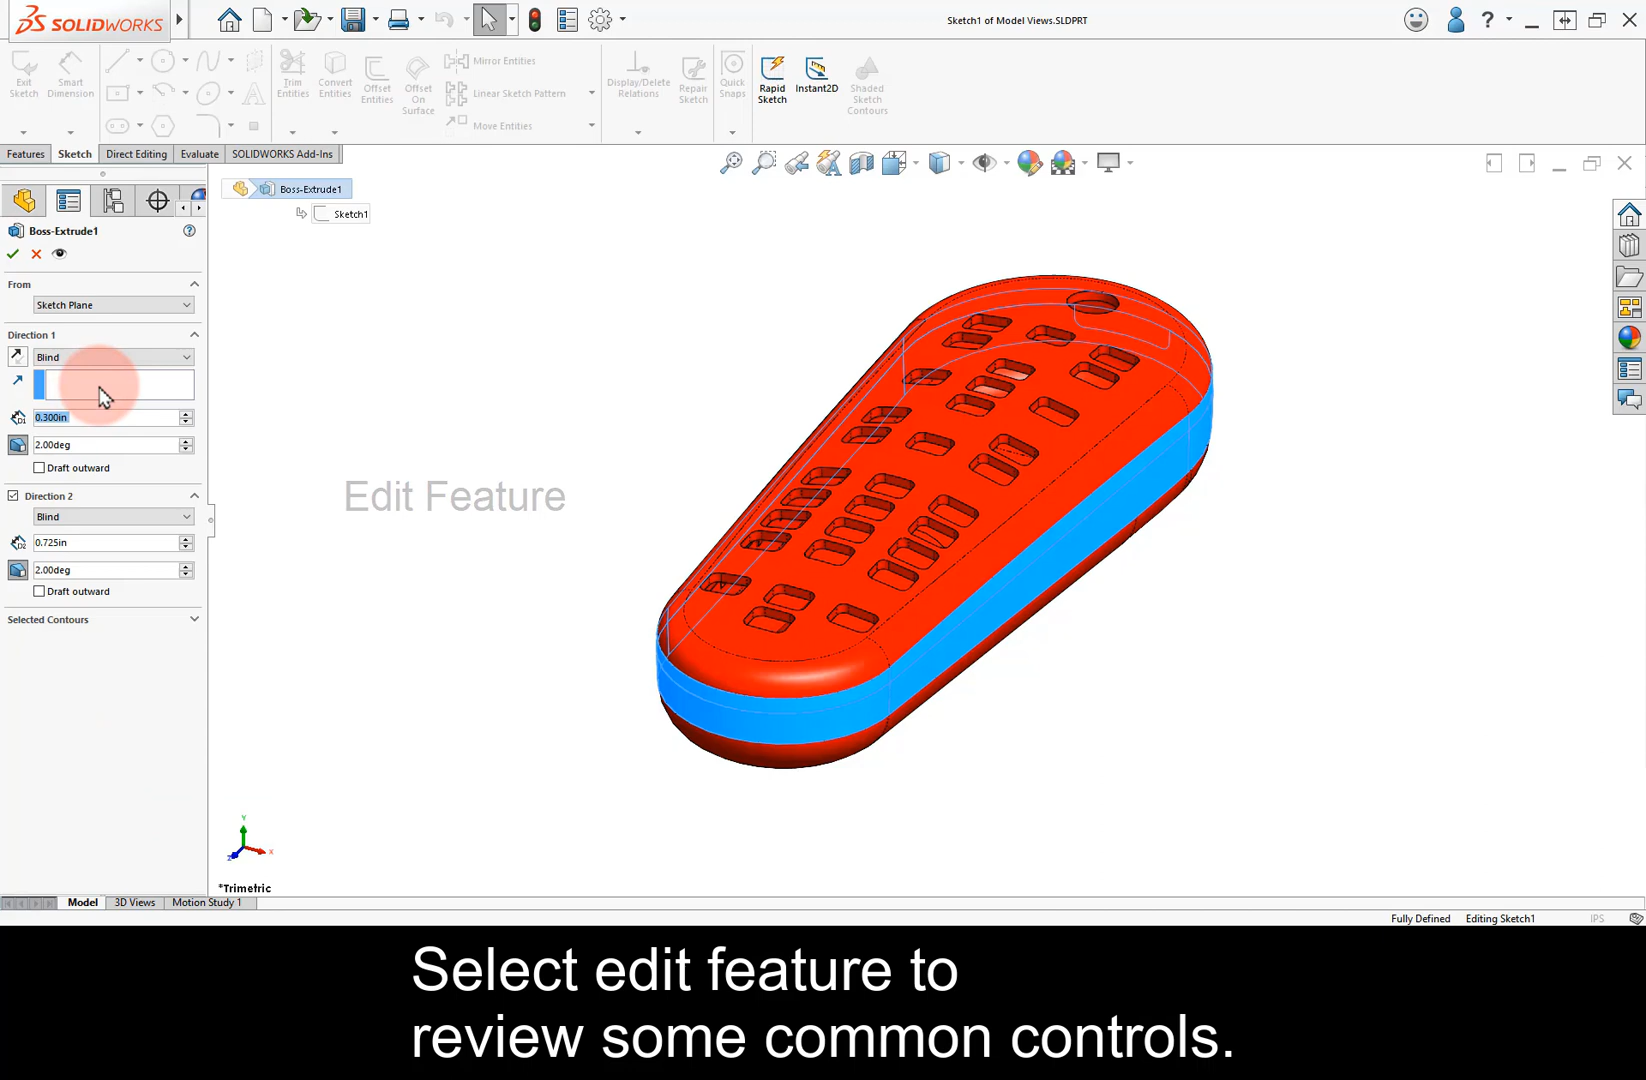 SOLIDWORKS
Sketch1 of Model Views.SLDPRT
Exit Sketch
Smart Dimension
Trim Entities
Convert Entities
Offset Entities
Offset On Surface
Mirror Entities
Linear Sketch Pattern
Move Entities
Display/Delete Relations
Repair Sketch
Quick Snaps
Rapid Sketch
Instant2D
Shaded Sketch Contours
Features
Sketch
Direct Editing
Evaluate
SOLIDWORKS Add-Ins
Boss-Extrude1
Sketch1
Boss-Extrude1
From
Sketch Plane
Direction 1
Blind
0.300in
2.00deg
Draft outward
Direction 2
Blind
0.725in
2.00deg
Draft outward
Selected Contours
Edit Feature
Y
X
Z
*Trimetric
Model
3D Views
Motion Study 1
Fully Defined
Editing Sketch1
IPS
Select edit feature to
review some common controls.